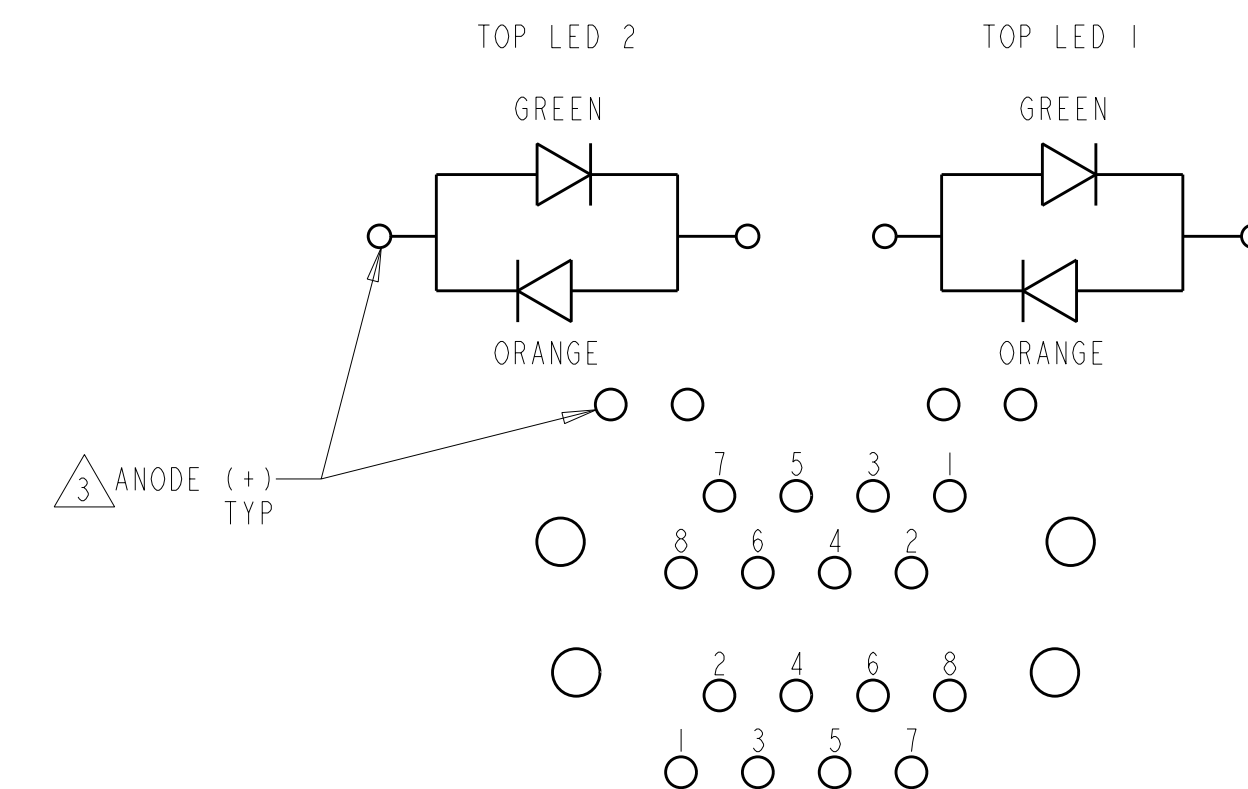 TOP LED 2 TOP LED 1
GREEN GREEN
ORANGE ORANGE
3 ANODE (+)
TYP
7 5 3 1
8 6 4 2
2 4 6 8
1 3 5 7